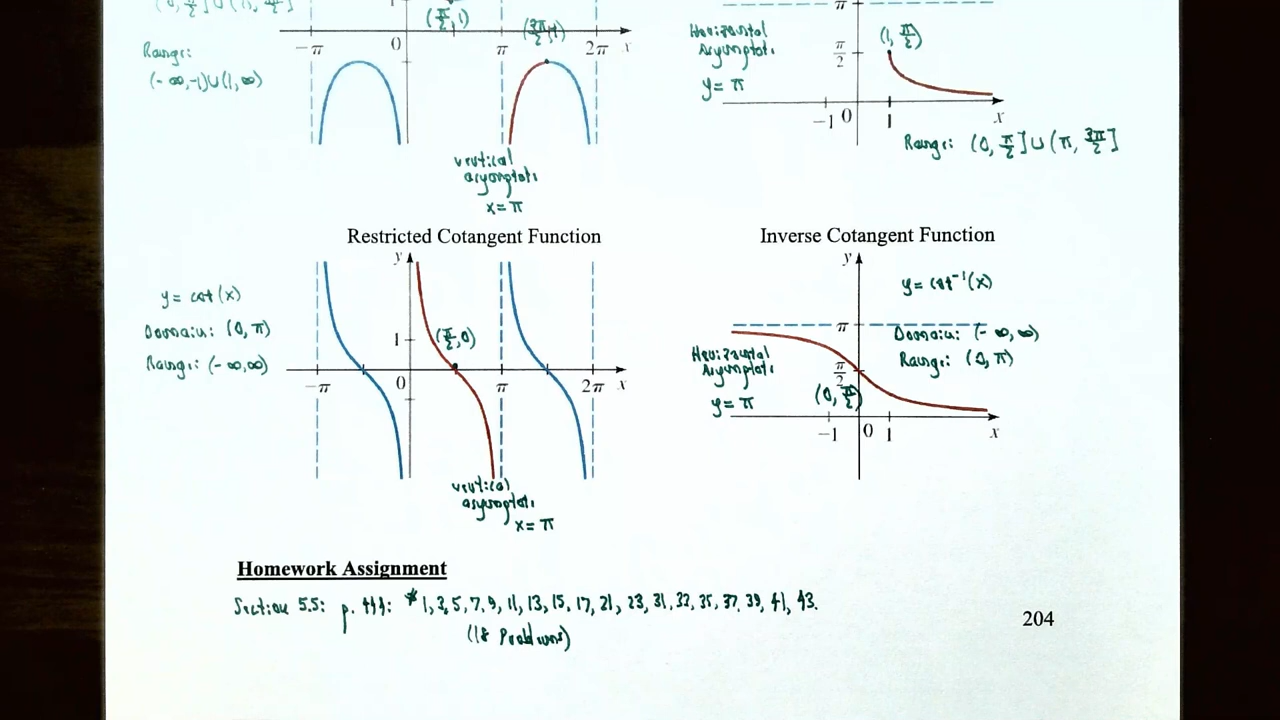 (π/2, 1)
(3π/2, 1)
−π 0 π 2π x
Range:
(-∞,-1)∪(1,∞)
vertical
asymptote
x=π
π
Horizontal
Asymptote
y=π
π/2
(1, π/2)
−1 0 1 x
Range: (0, π/2]∪(π, 3π/2]
Restricted Cotangent Function
y
y=cot(x)
Domain: (0, π)
Range: (-∞,∞)
1
(π/2, 0)
−π 0 π 2π x
vertical
asymptote
x=π
Inverse Cotangent Function
y
y=cot⁻¹(x)
π
Domain: (-∞, ∞)
Range: (0, π)
Horizontal
Asymptote
y=π
π/2
(0, π/2)
−1 0 1 x
Homework Assignment
Section 5.5: p. 444: #1,3,5,7,9,11,13,15,17,21,23,31,33,35,37,39,41,43.
(18 Problems)
204